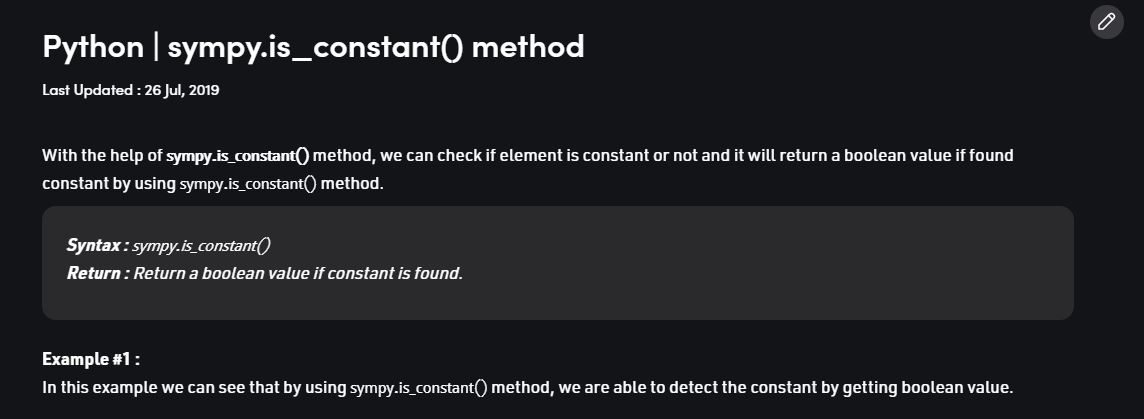 Python | sympy.is_constant() method
Last Updated : 26 Jul, 2019
With the help of sympy.is_constant() method, we can check if element is constant or not and it will return a boolean value if found
constant by using sympy.is_constant() method.
Syntax : sympy.is_constant()
Return : Return a boolean value if constant is found.
Example #1 :
In this example we can see that by using sympy.is_constant() method, we are able to detect the constant by getting boolean value.